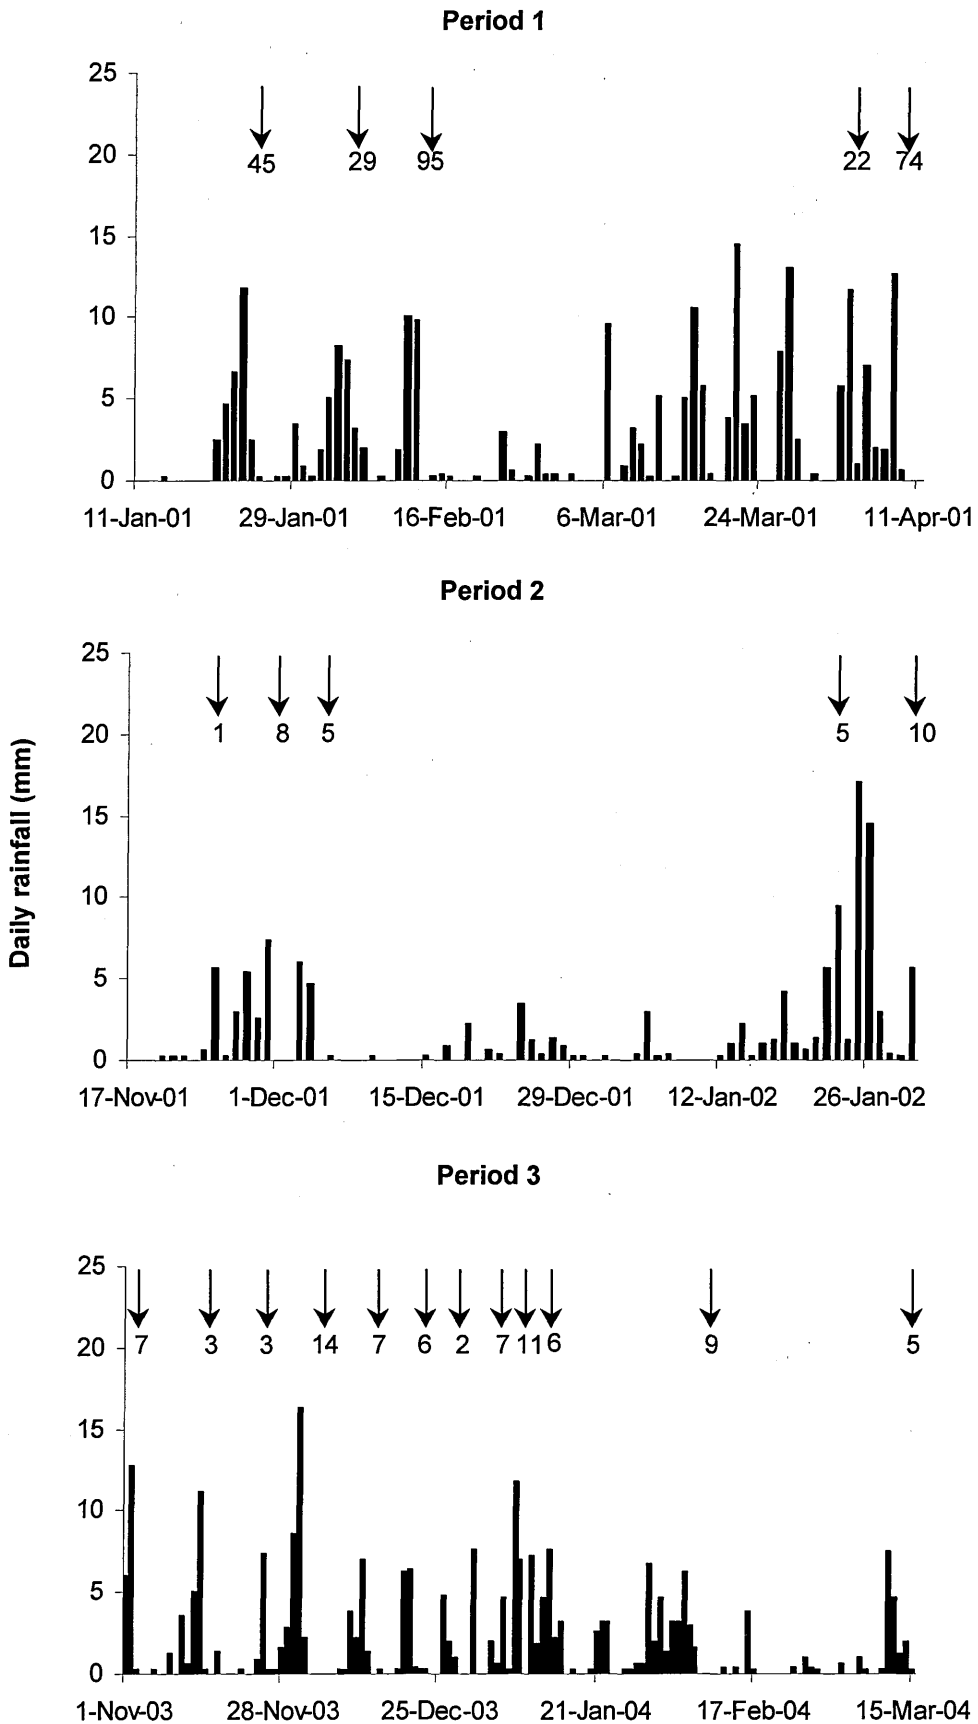 Period 1
25
20
15
10
5
0
45 29 95 22 74
11-Jan-01 29-Jan-01 16-Feb-01 6-Mar-01 24-Mar-01 11-Apr-01
Period 2
Daily rainfall (mm)
25
20
15
10
5
0
1 8 5 5 10
17-Nov-01 1-Dec-01 15-Dec-01 29-Dec-01 12-Jan-02 26-Jan-02
Period 3
25
20
15
10
5
0
7 3 3 14 7 6 2 7 11 6 9 5
1-Nov-03 28-Nov-03 25-Dec-03 21-Jan-04 17-Feb-04 15-Mar-04